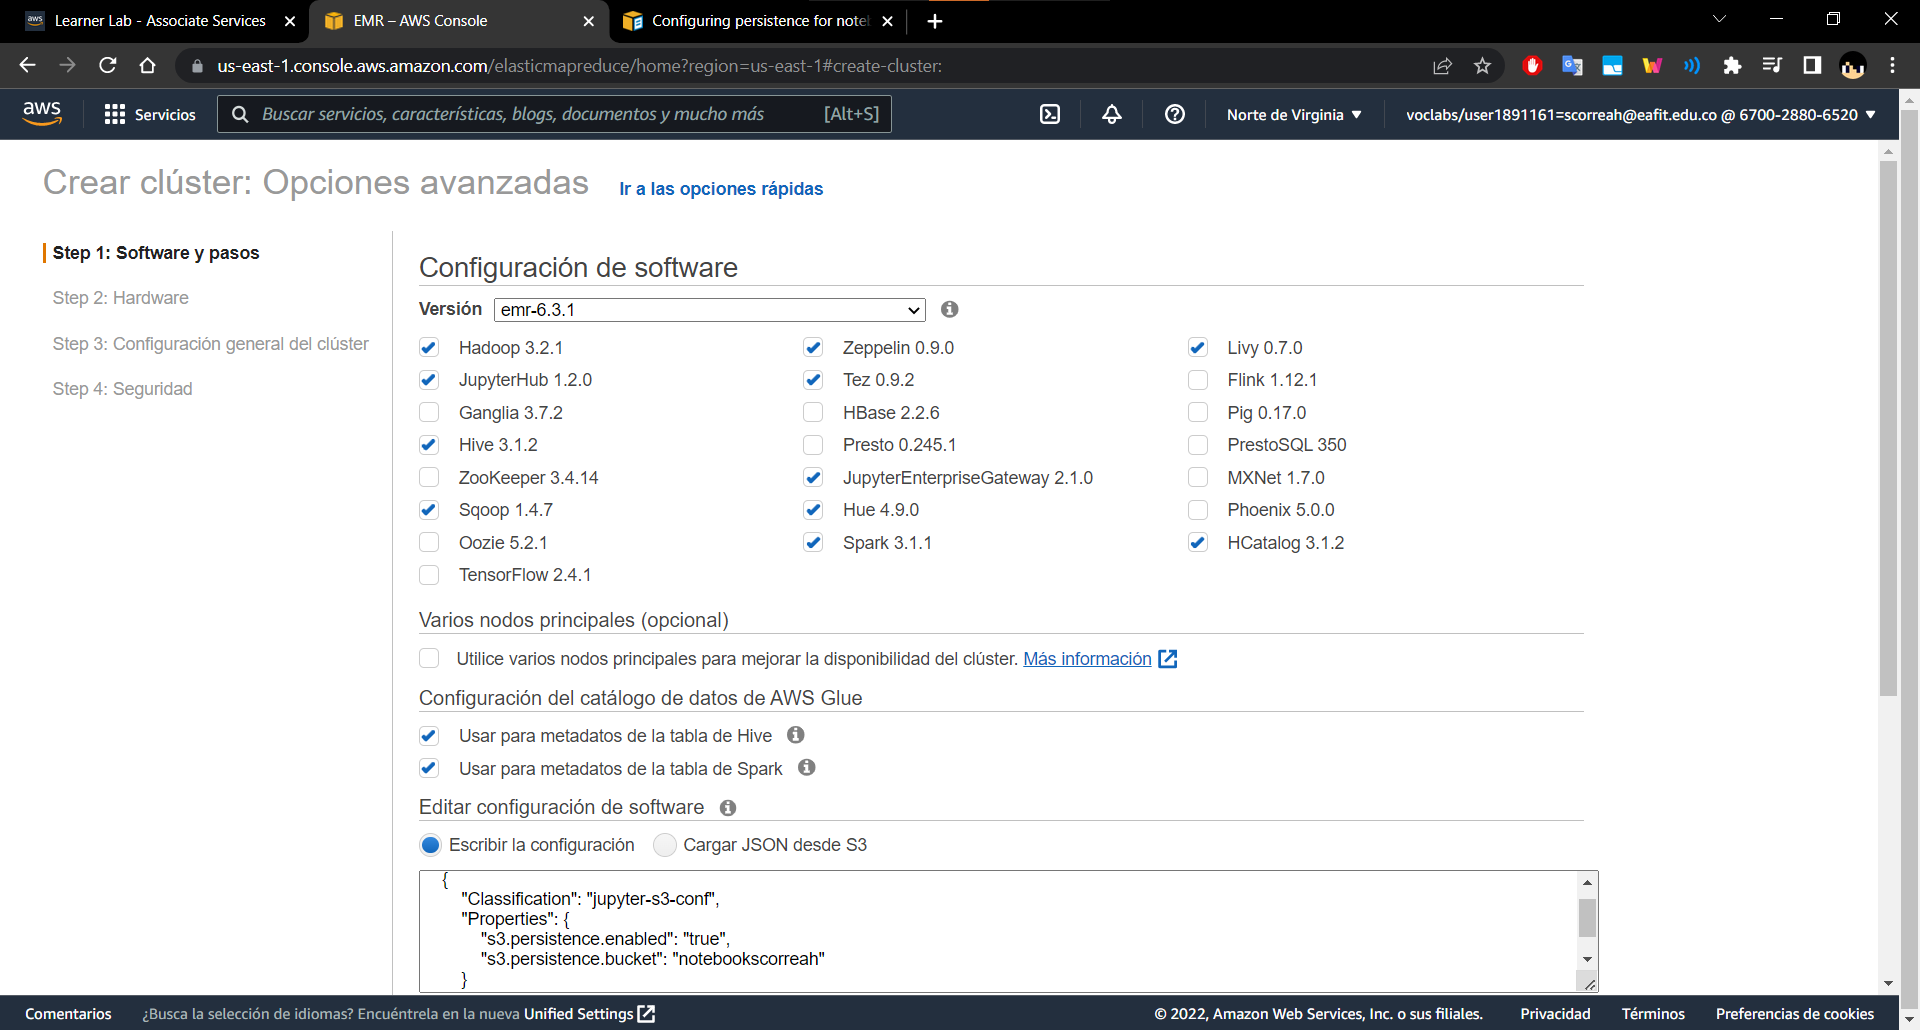 Learner Lab - Associate Services
EMR – AWS Console
Configuring persistence for note
us-east-1.console.aws.amazon.com/elasticmapreduce/home?region=us-east-1#create-cluster:
aws
Servicios
Buscar servicios, características, blogs, documentos y mucho más [Alt+S]
Norte de Virginia
voclabs/user1891161=scorreah@eafit.edu.co @ 6700-2880-6520
Crear clúster: Opciones avanzadas
Ir a las opciones rápidas
Step 1: Software y pasos
Step 2: Hardware
Step 3: Configuración general del clúster
Step 4: Seguridad
Configuración de software
Versión emr-6.3.1
Hadoop 3.2.1 Zeppelin 0.9.0 Livy 0.7.0
JupyterHub 1.2.0 Tez 0.9.2 Flink 1.12.1
Ganglia 3.7.2 HBase 2.2.6 Pig 0.17.0
Hive 3.1.2 Presto 0.245.1 PrestoSQL 350
ZooKeeper 3.4.14 JupyterEnterpriseGateway 2.1.0 MXNet 1.7.0
Sqoop 1.4.7 Hue 4.9.0 Phoenix 5.0.0
Oozie 5.2.1 Spark 3.1.1 HCatalog 3.1.2
TensorFlow 2.4.1
Varios nodos principales (opcional)
Utilice varios nodos principales para mejorar la disponibilidad del clúster. Más información
Configuración del catálogo de datos de AWS Glue
Usar para metadatos de la tabla de Hive
Usar para metadatos de la tabla de Spark
Editar configuración de software
Escribir la configuración Cargar JSON desde S3
{
"Classification": "jupyter-s3-conf",
"Properties": {
"s3.persistence.enabled": "true",
"s3.persistence.bucket": "notebookscorreah"
}
Comentarios ¿Busca la selección de idiomas? Encuéntrela en la nueva Unified Settings
© 2022, Amazon Web Services, Inc. o sus filiales. Privacidad Términos Preferencias de cookies